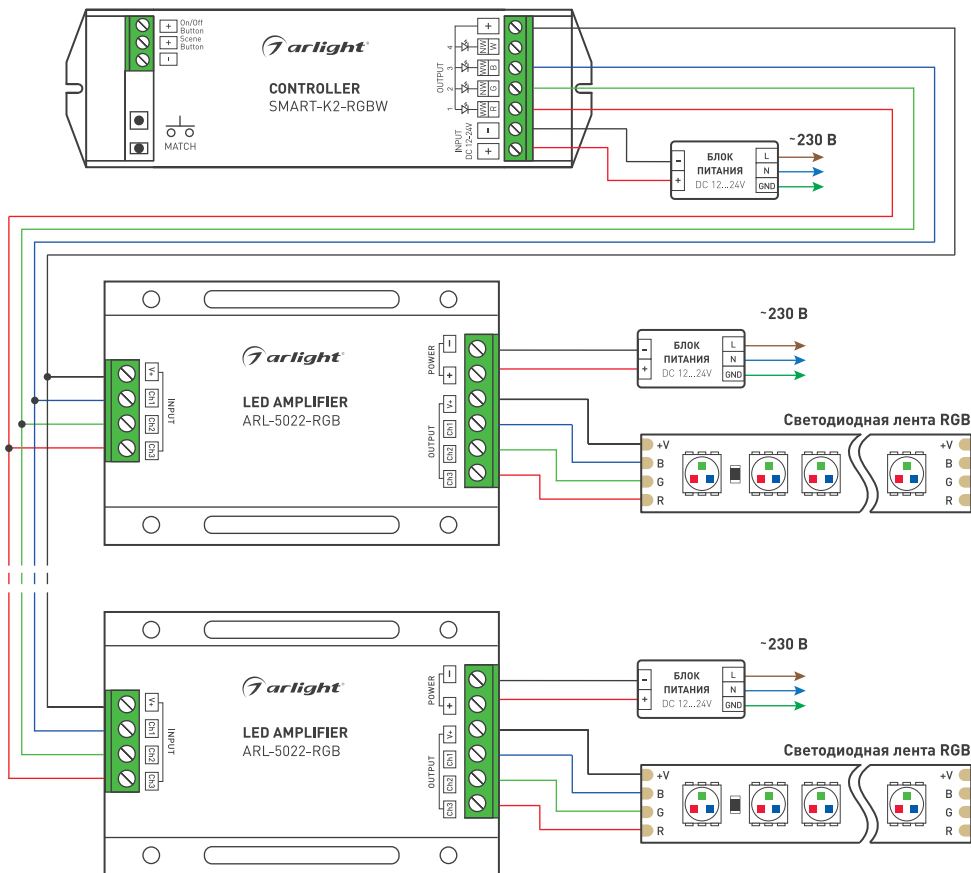 On/Off
Button
Scene
Button
+
+
-
arlight
CONTROLLER
SMART-K2-RGBW
MATCH
OUTPUT
4
3
2
1
+
NW W
WW B
NW G
WW R
INPUT
DC 12-24V
-
+
-
+
БЛОК
ПИТАНИЯ
DC 12...24V
L
N
GND
~230 В
arlight
LED AMPLIFIER
ARL-5022-RGB
INPUT
V+
Ch1
Ch2
Ch3
POWER
-
+
OUTPUT
V+
Ch1
Ch2
Ch3
-
+
БЛОК
ПИТАНИЯ
DC 12...24V
L
N
GND
~230 В
Светодиодная лента RGB
+V
B
G
R
+V
B
G
R
arlight
LED AMPLIFIER
ARL-5022-RGB
INPUT
V+
Ch1
Ch2
Ch3
POWER
-
+
OUTPUT
V+
Ch1
Ch2
Ch3
-
+
БЛОК
ПИТАНИЯ
DC 12...24V
L
N
GND
~230 В
Светодиодная лента RGB
+V
B
G
R
+V
B
G
R